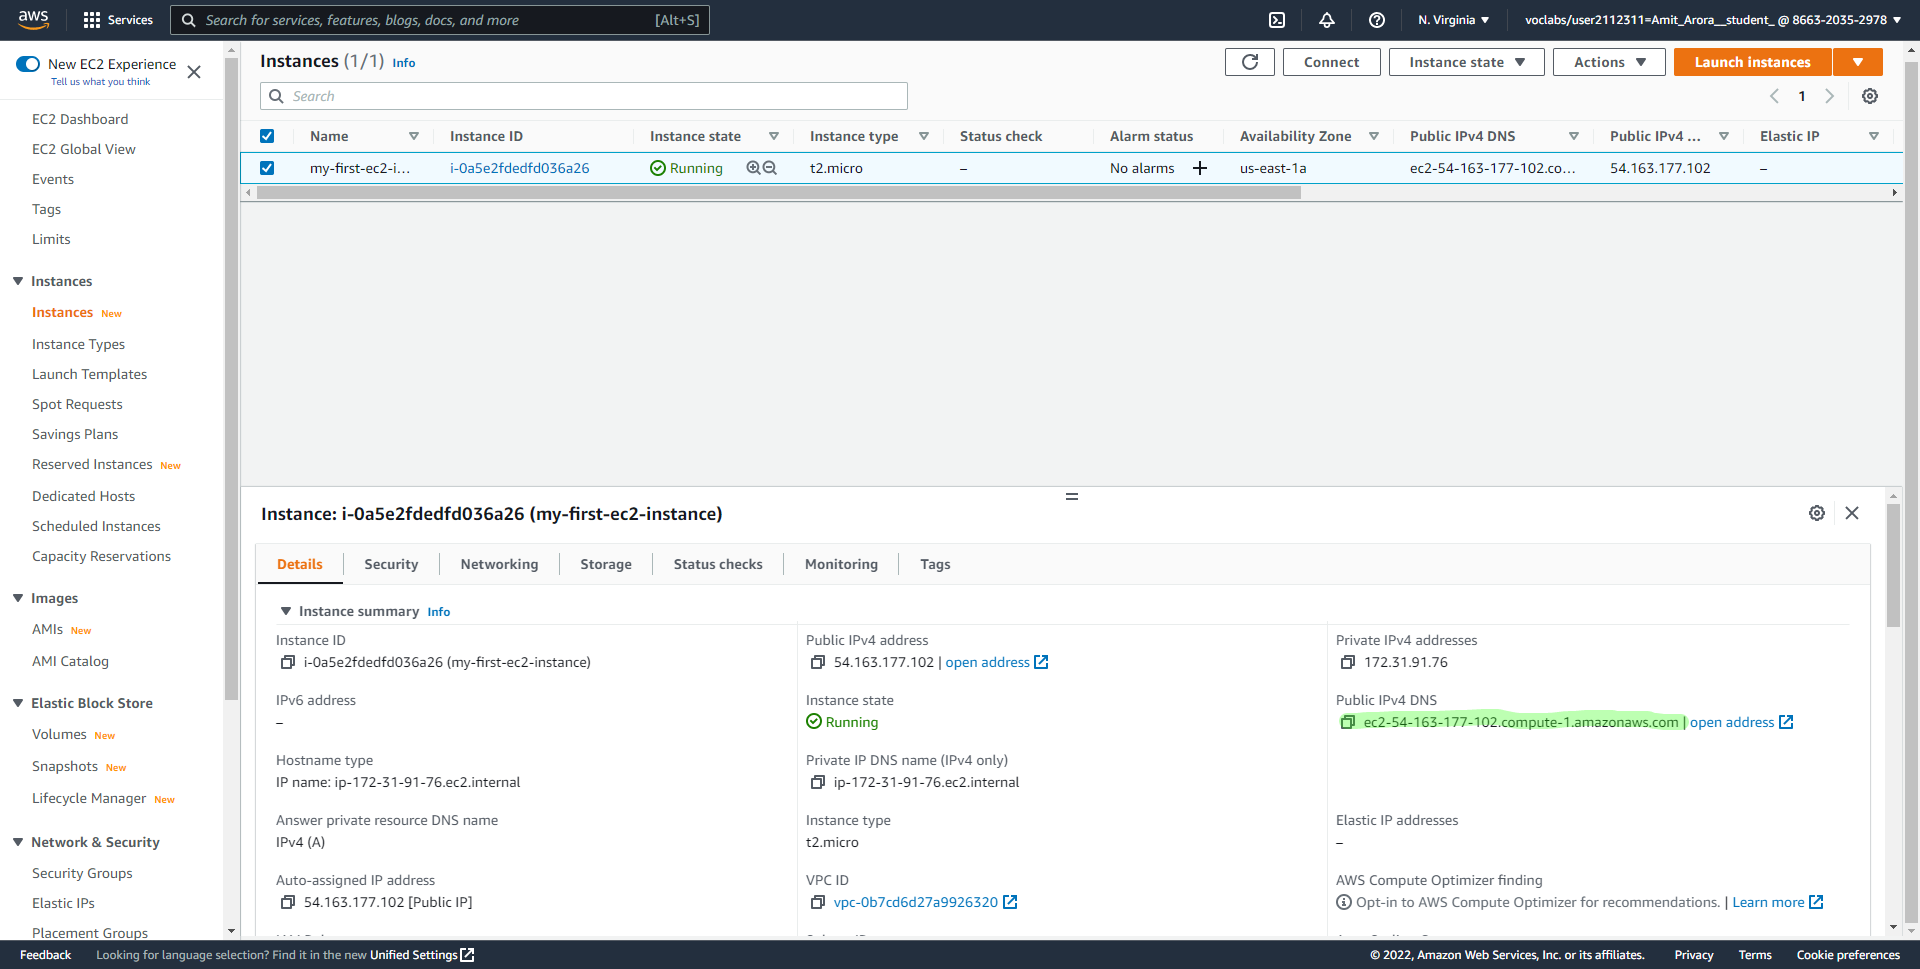 aws
Services
Search for services, features, blogs, docs, and more
[Alt+S]
N. Virginia
voclabs/user2112311=Amit_Arora__student_ @ 8663-2035-2978
New EC2 Experience
Tell us what you think
EC2 Dashboard
EC2 Global View
Events
Tags
Limits
Instances
Instances New
Instance Types
Launch Templates
Spot Requests
Savings Plans
Reserved Instances New
Dedicated Hosts
Scheduled Instances
Capacity Reservations
Images
AMIs New
AMI Catalog
Elastic Block Store
Volumes New
Snapshots New
Lifecycle Manager New
Network & Security
Security Groups
Elastic IPs
Placement Groups
Instances (1/1) Info
Connect
Instance state
Actions
Launch instances
Search
1
Name
Instance ID
Instance state
Instance type
Status check
Alarm status
Availability Zone
Public IPv4 DNS
Public IPv4 ...
Elastic IP
my-first-ec2-i...
i-0a5e2fdedfd036a26
Running
t2.micro
–
No alarms
us-east-1a
ec2-54-163-177-102.co...
54.163.177.102
–
Instance: i-0a5e2fdedfd036a26 (my-first-ec2-instance)
Details
Security
Networking
Storage
Status checks
Monitoring
Tags
Instance summary Info
Instance ID
i-0a5e2fdedfd036a26 (my-first-ec2-instance)
Public IPv4 address
54.163.177.102 | open address
Private IPv4 addresses
172.31.91.76
IPv6 address
–
Instance state
Running
Public IPv4 DNS
ec2-54-163-177-102.compute-1.amazonaws.com | open address
Hostname type
IP name: ip-172-31-91-76.ec2.internal
Private IP DNS name (IPv4 only)
ip-172-31-91-76.ec2.internal
Answer private resource DNS name
IPv4 (A)
Instance type
t2.micro
Elastic IP addresses
–
Auto-assigned IP address
54.163.177.102 [Public IP]
VPC ID
vpc-0b7cd6d27a9926320
AWS Compute Optimizer finding
Opt-in to AWS Compute Optimizer for recommendations. | Learn more
Feedback
Looking for language selection? Find it in the new Unified Settings
© 2022, Amazon Web Services, Inc. or its affiliates.
Privacy
Terms
Cookie preferences